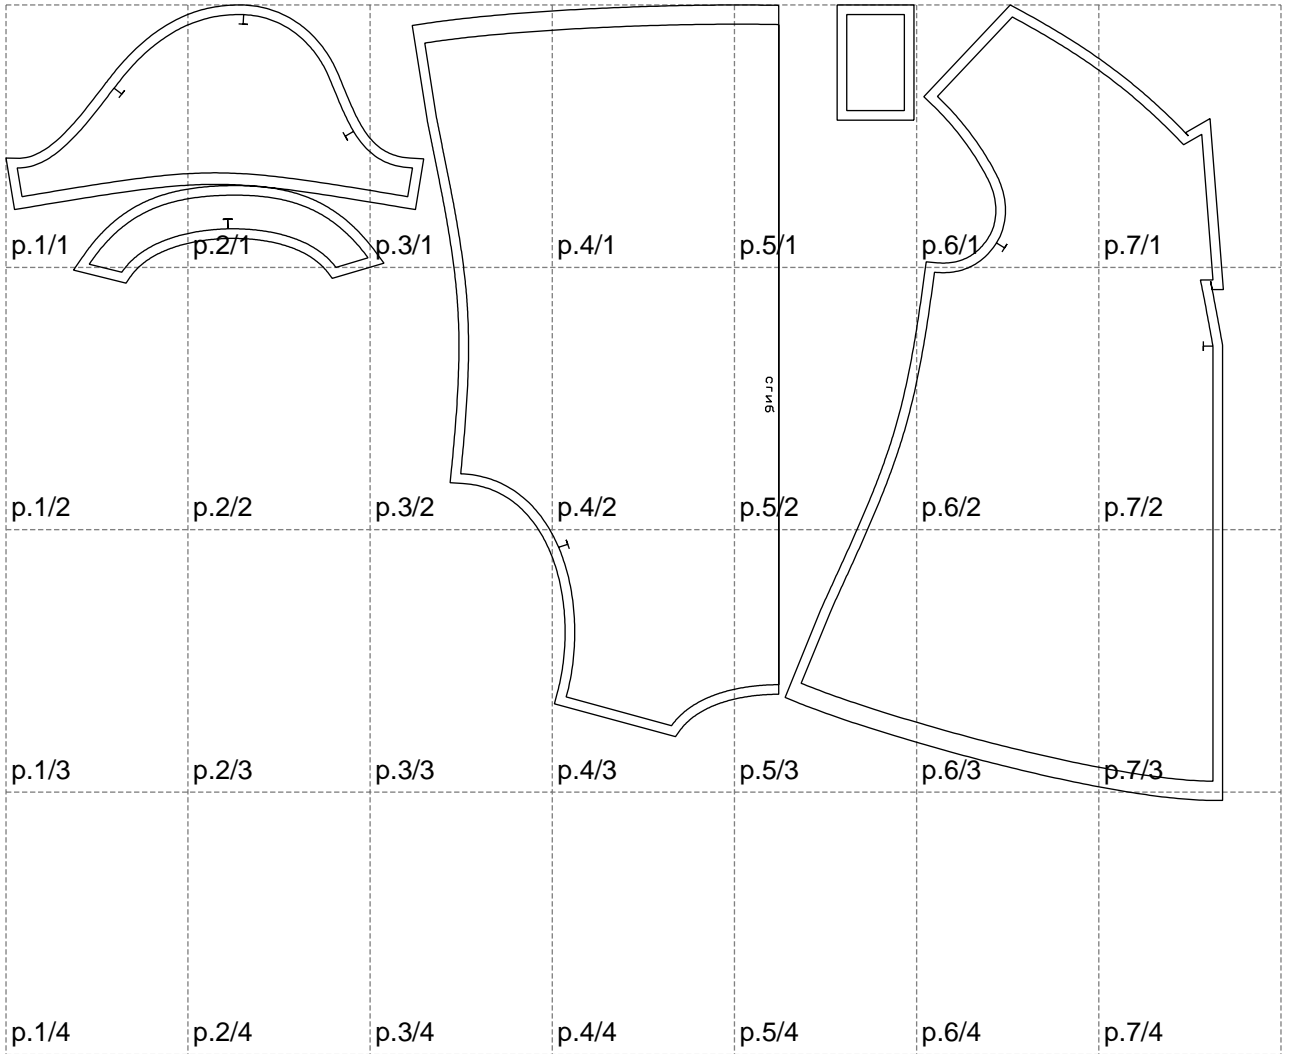 p.1/1 p.2/1 p.3/1 p.4/1 p.5/1 p.6/1 p.7/1
сгиб
p.1/2 p.2/2 p.3/2 p.4/2 p.5/2 p.6/2 p.7/2
p.1/3 p.2/3 p.3/3 p.4/3 p.5/3 p.6/3 p.7/3
p.1/4 p.2/4 p.3/4 p.4/4 p.5/4 p.6/4 p.7/4